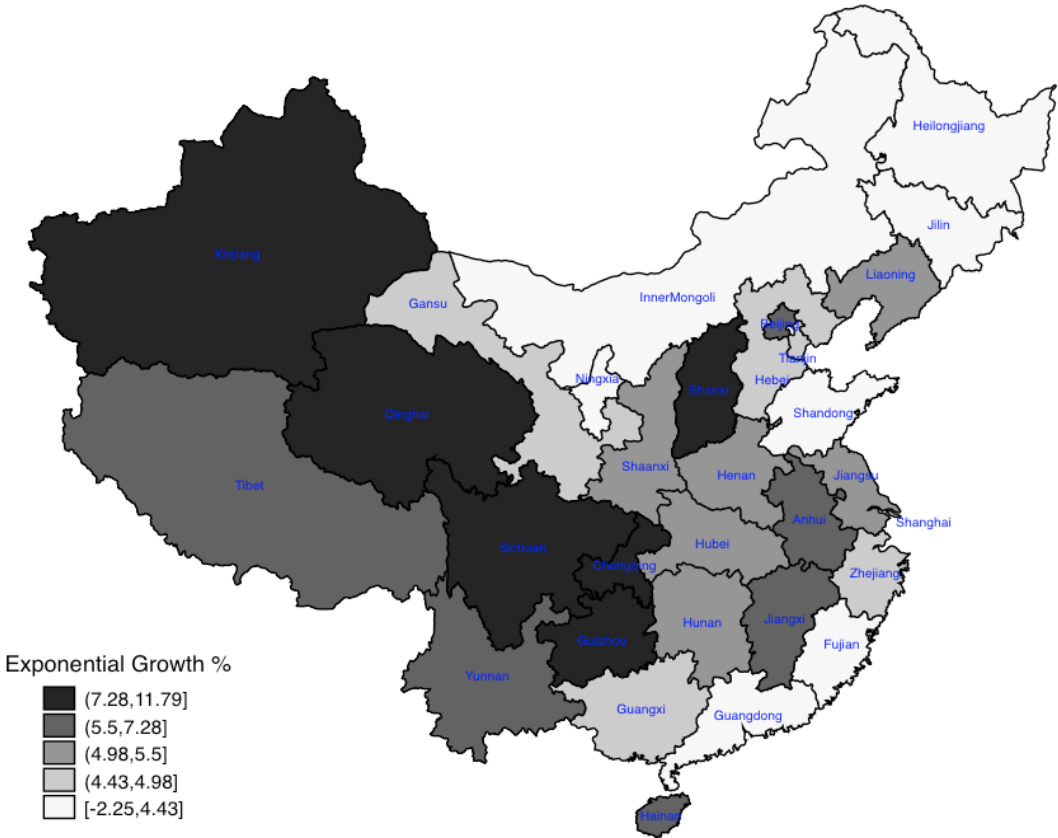 Heilongjiang
Jilin
Xinjiang
Liaoning
InnerMongoli
Gansu
Beijing
Tianjin
Ningxia
Hebei
Shanxi
Qinghai
Shandong
Shaanxi
Henan
Jiangsu
Tibet
Anhui
Shanghai
Hubei
Sichuan
Chongqing
Zhejiang
Jiangxi
Hunan
Guizhou
Fujian
Yunnan
Guangxi
Guangdong
Hainan
Exponential Growth %
(7.28,11.79]
(5.5,7.28]
(4.98,5.5]
(4.43,4.98]
[-2.25,4.43]